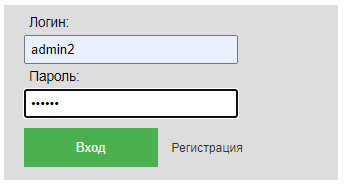 Логин:
admin2
Пароль:
••••••
Вход Регистрация